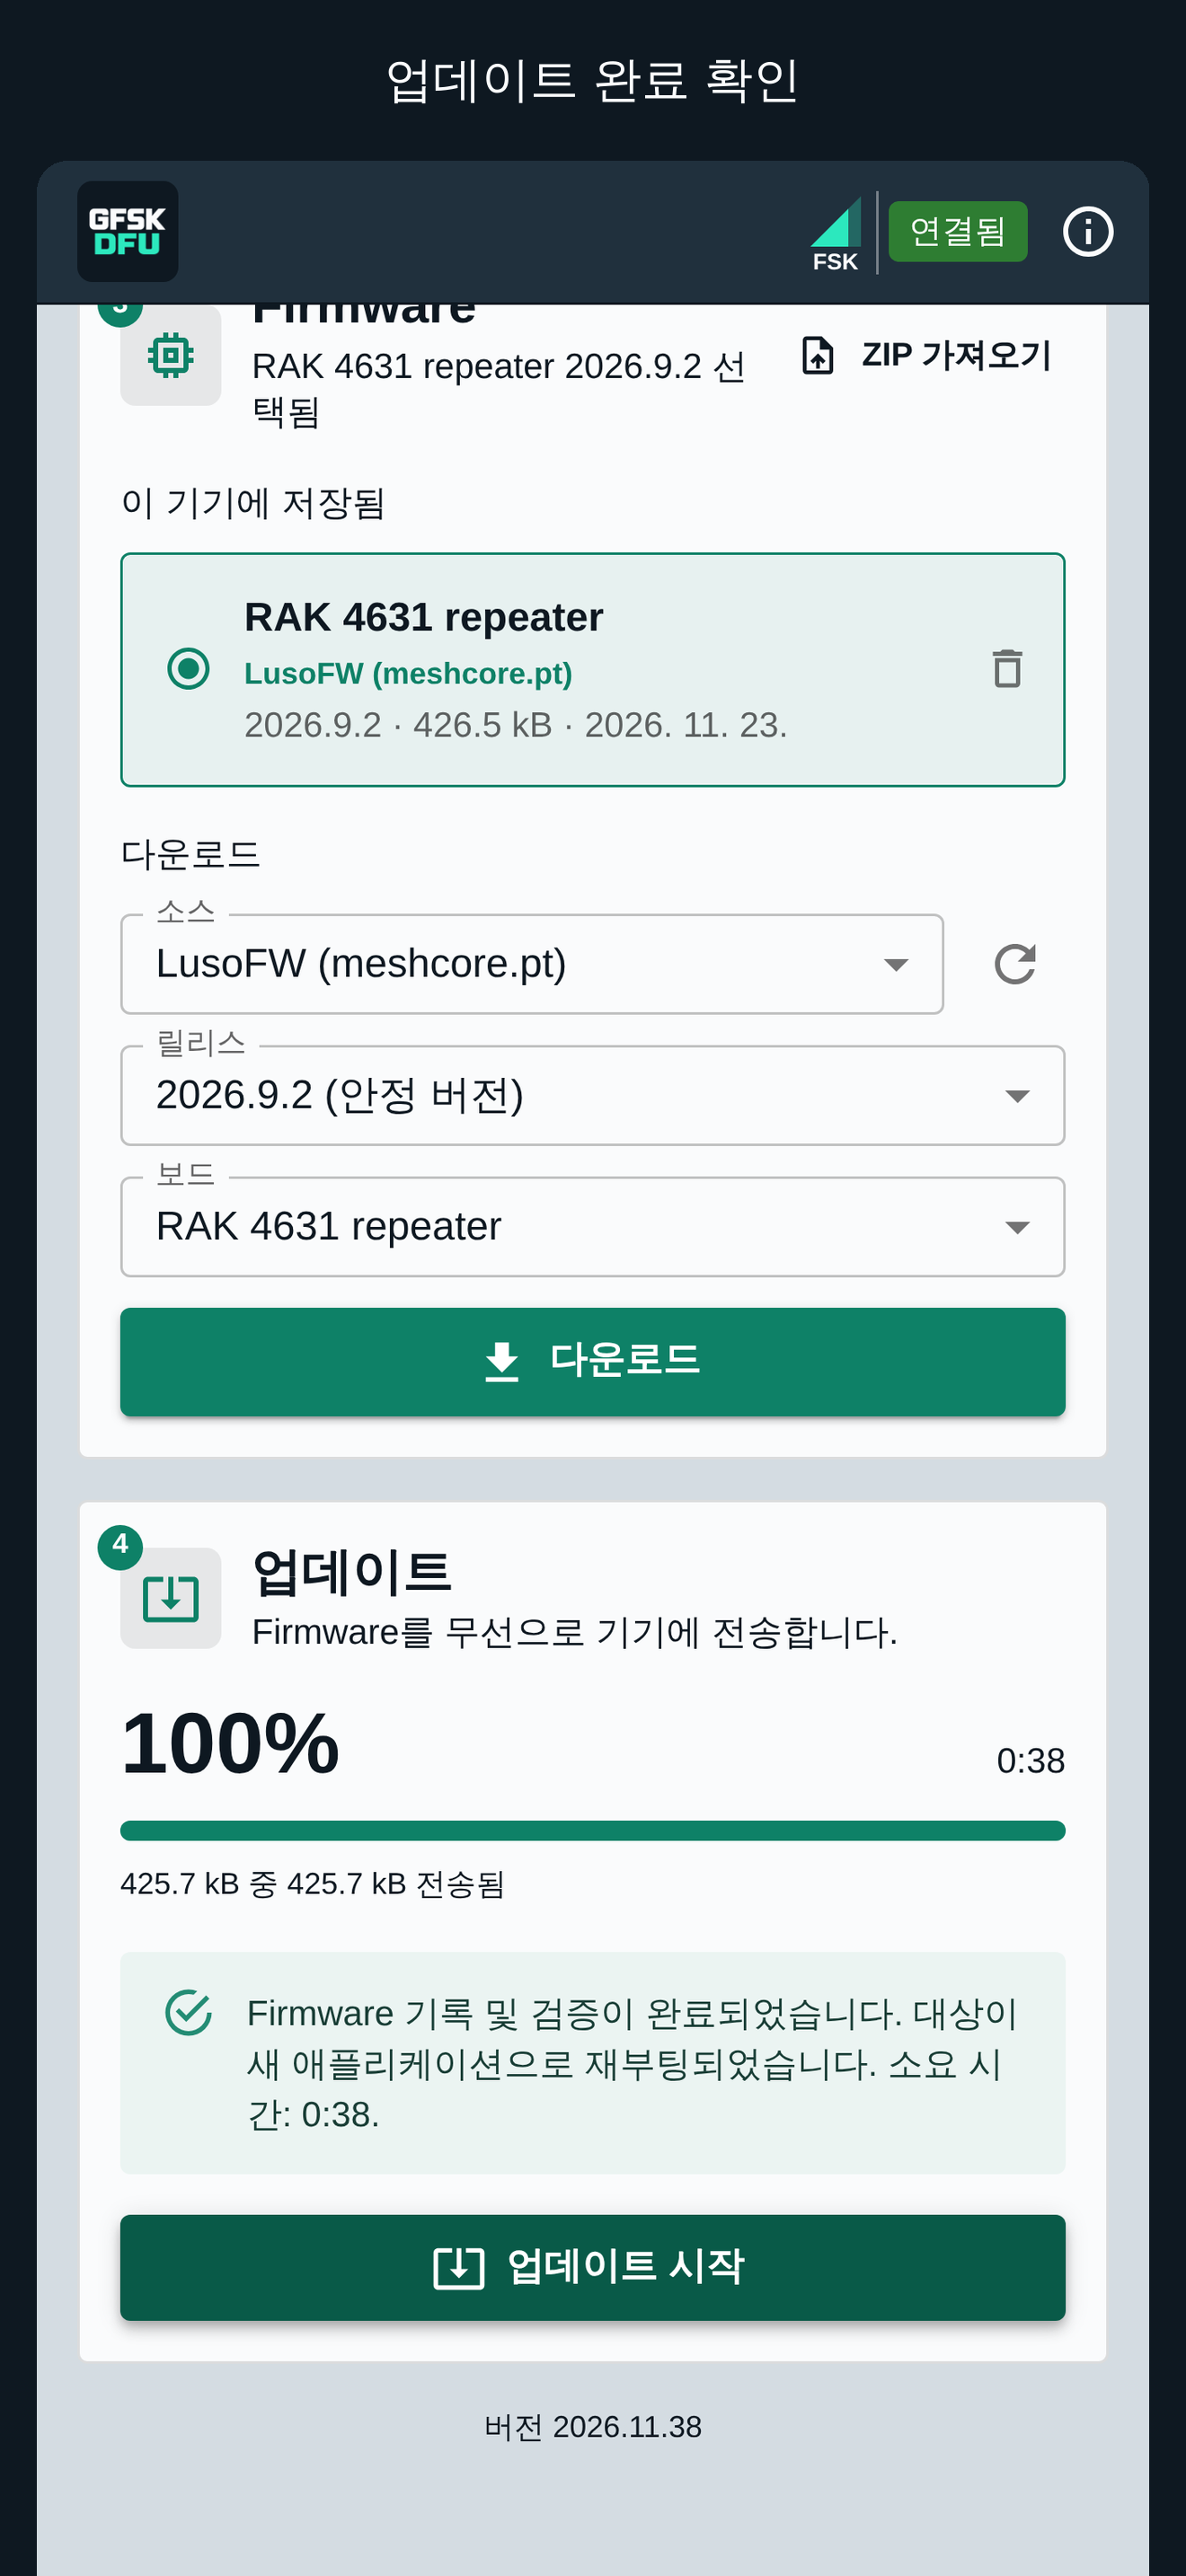 업데이트 완료 확인
GFSK
DFU
FSK
연결됨
3
Firmware
RAK 4631 repeater 2026.9.2 선
택됨
ZIP 가져오기
이 기기에 저장됨
RAK 4631 repeater
LusoFW (meshcore.pt)
2026.9.2 · 426.5 kB · 2026. 11. 23.
다운로드
소스
LusoFW (meshcore.pt)
릴리스
2026.9.2 (안정 버전)
보드
RAK 4631 repeater
다운로드
4
업데이트
Firmware를 무선으로 기기에 전송합니다.
100%
0:38
425.7 kB 중 425.7 kB 전송됨
Firmware 기록 및 검증이 완료되었습니다. 대상이
새 애플리케이션으로 재부팅되었습니다. 소요 시
간: 0:38.
업데이트 시작
버전 2026.11.38